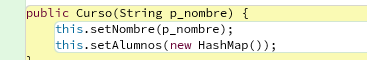 public Curso(String p_nombre) {
this.setNombre(p_nombre);
this.setAlumnos(new HashMap());